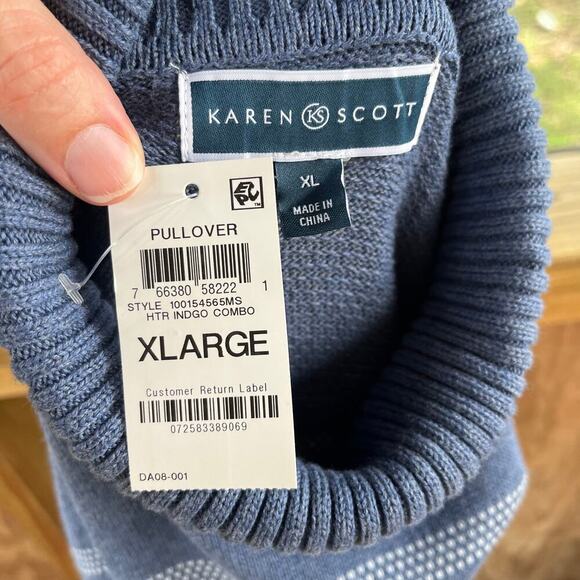 KAREN KS SCOTT
XL
MADE IN
CHINA
EPC™
PULLOVER
7 66380 58222 1
STYLE 100154565MS
HTR INDGO COMBO
XLARGE
Customer Return Label
072583389069
DA08-001